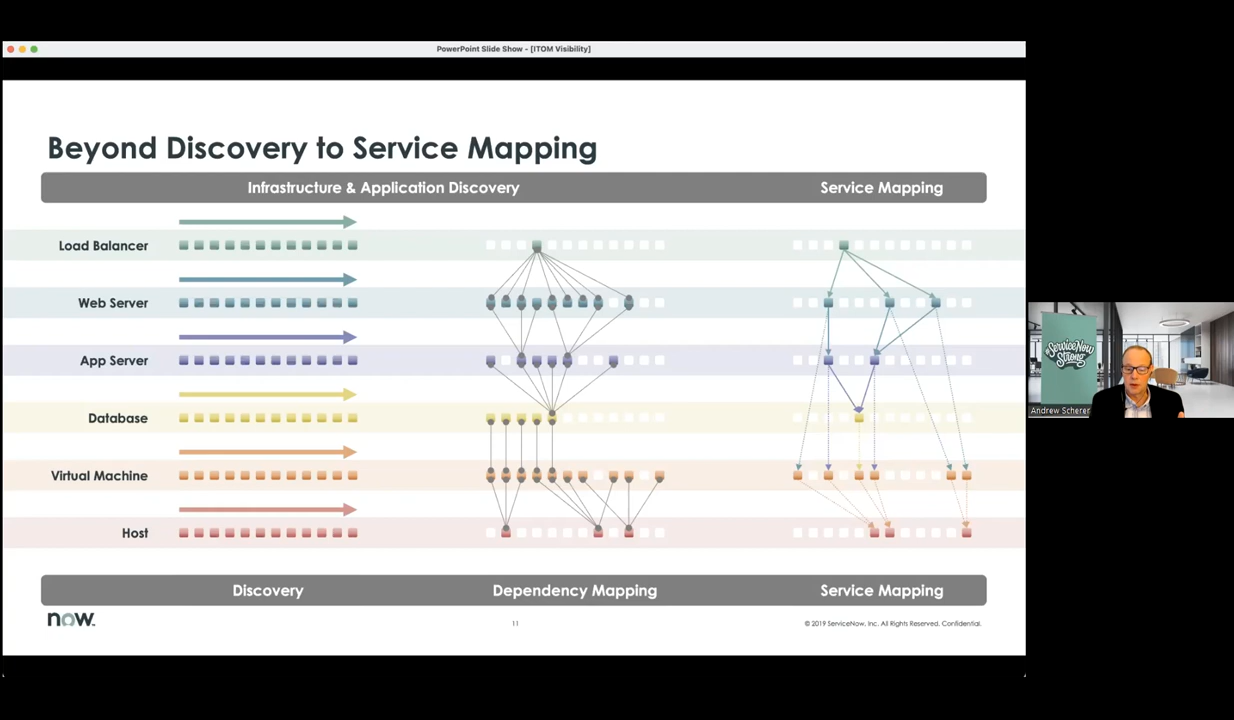 PowerPoint Slide Show - [ITOM Visibility]
Beyond Discovery to Service Mapping
Infrastructure & Application Discovery
Service Mapping
Load Balancer
Web Server
App Server
Database
Virtual Machine
Host
Discovery
Dependency Mapping
Service Mapping
now.
11
© 2019 ServiceNow, Inc. All Rights Reserved. Confidential.
#ServiceNow
Strong
Andrew Scherer